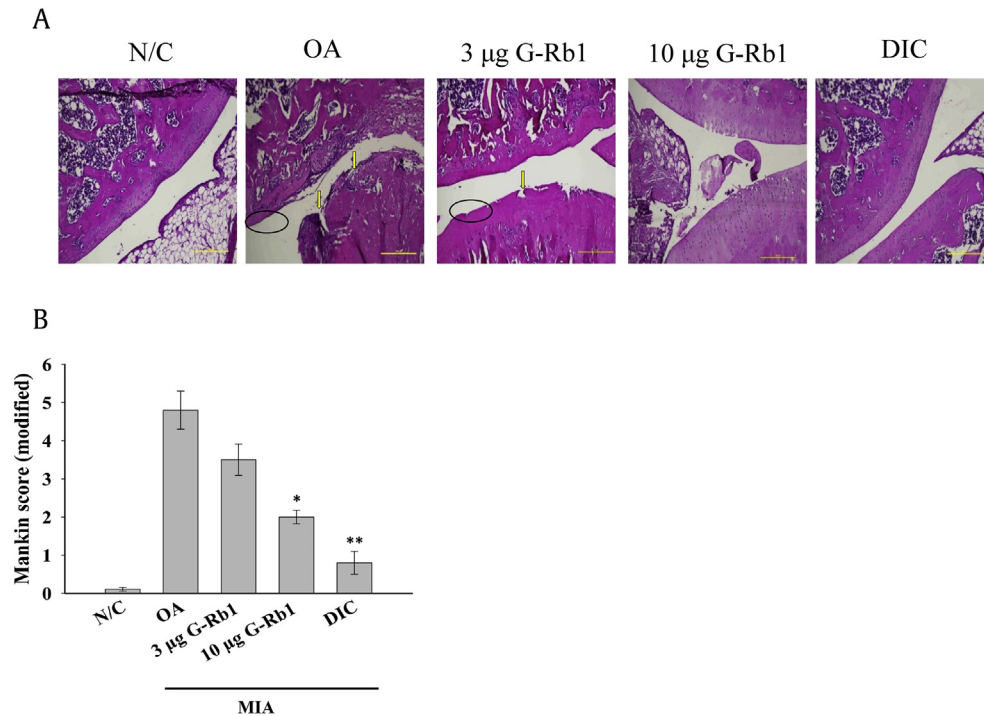 A
N/C OA 3 μg G-Rb1 10 μg G-Rb1 DIC
B
Mankin score (modified)
6
5
4
3
2
1
0
*
**
N/C OA 3 μg G-Rb1 10 μg G-Rb1 DIC
MIA